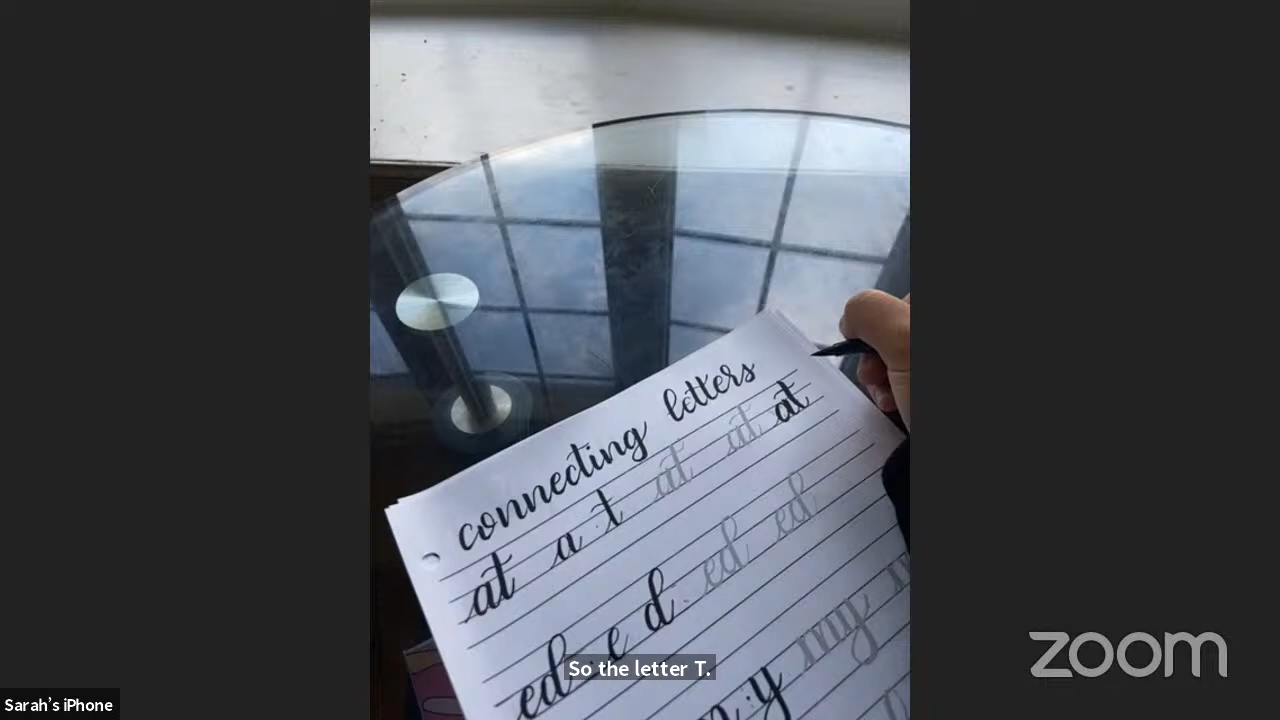 connecting letters
at a t at at at
ed e d ed ed
y my
So the letter T.
Sarah's iPhone
zoom